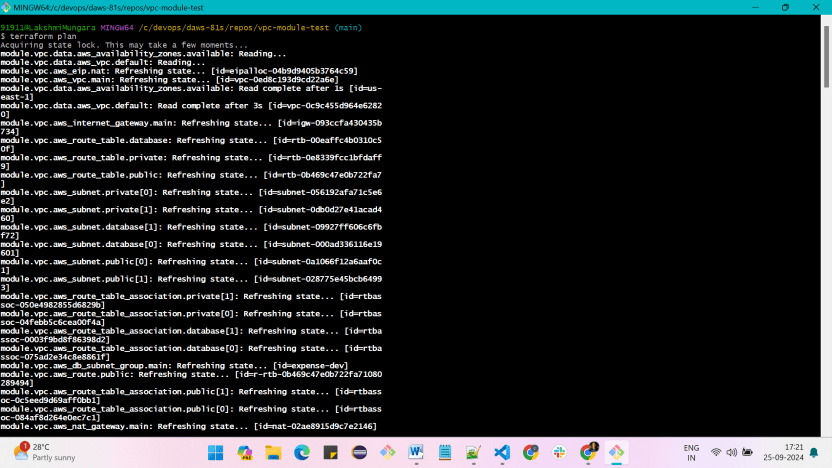 MINGW64:/c/devops/daws-81s/repos/vpc-module-test
91911@LakshmiMungara MINGW64 /c/devops/daws-81s/repos/vpc-module-test (main)
$ terraform plan
Acquiring state lock. This may take a few moments...
module.vpc.data.aws_availability_zones.available: Reading...
module.vpc.data.aws_vpc.default: Reading...
module.vpc.aws_eip.nat: Refreshing state... [id=eipalloc-04b9d9405b3764c59]
module.vpc.aws_vpc.main: Refreshing state... [id=vpc-0ed8c193d9cd22a6e]
module.vpc.data.aws_availability_zones.available: Read complete after 1s [id=us-
east-1]
module.vpc.data.aws_vpc.default: Read complete after 3s [id=vpc-0c9c455d964e6282
0]
module.vpc.aws_internet_gateway.main: Refreshing state... [id=igw-093ccfa430435b
734]
module.vpc.aws_route_table.database: Refreshing state... [id=rtb-00eaffc4b0310c5
0f]
module.vpc.aws_route_table.private: Refreshing state... [id=rtb-0e8339fcc1bfdaff
9]
module.vpc.aws_route_table.public: Refreshing state... [id=rtb-0b469c47e0b722fa7
]
module.vpc.aws_subnet.private[0]: Refreshing state... [id=subnet-056192afa71c5e6
e2]
module.vpc.aws_subnet.private[1]: Refreshing state... [id=subnet-0db0d27e41acad4
60]
module.vpc.aws_subnet.database[1]: Refreshing state... [id=subnet-09927ff606c6fb
f72]
module.vpc.aws_subnet.database[0]: Refreshing state... [id=subnet-000ad336116e19
601]
module.vpc.aws_subnet.public[0]: Refreshing state... [id=subnet-0a1066f12a6aaf0c
1]
module.vpc.aws_subnet.public[1]: Refreshing state... [id=subnet-028775e45bcb6499
3]
module.vpc.aws_route_table_association.private[1]: Refreshing state... [id=rtbas
soc-050e4982855d6829b]
module.vpc.aws_route_table_association.private[0]: Refreshing state... [id=rtbas
soc-04febb5c6cea00f4a]
module.vpc.aws_route_table_association.database[1]: Refreshing state... [id=rtba
ssoc-0003f9bd8f86398d2]
module.vpc.aws_route_table_association.database[0]: Refreshing state... [id=rtba
ssoc-075ad2e34c8e8861f]
module.vpc.aws_db_subnet_group.main: Refreshing state... [id=expense-dev]
module.vpc.aws_route.public: Refreshing state... [id=r-rtb-0b469c47e0b722fa71080
289494]
module.vpc.aws_route_table_association.public[1]: Refreshing state... [id=rtbass
oc-0c5eed9d69aff0bb1]
module.vpc.aws_route_table_association.public[0]: Refreshing state... [id=rtbass
oc-084af8d264e0ec7c1]
module.vpc.aws_nat_gateway.main: Refreshing state... [id=nat-02ae8915d9c7e2146]
1
28°C
Partly sunny
PRE
ENG
IN
17:21
25-09-2024